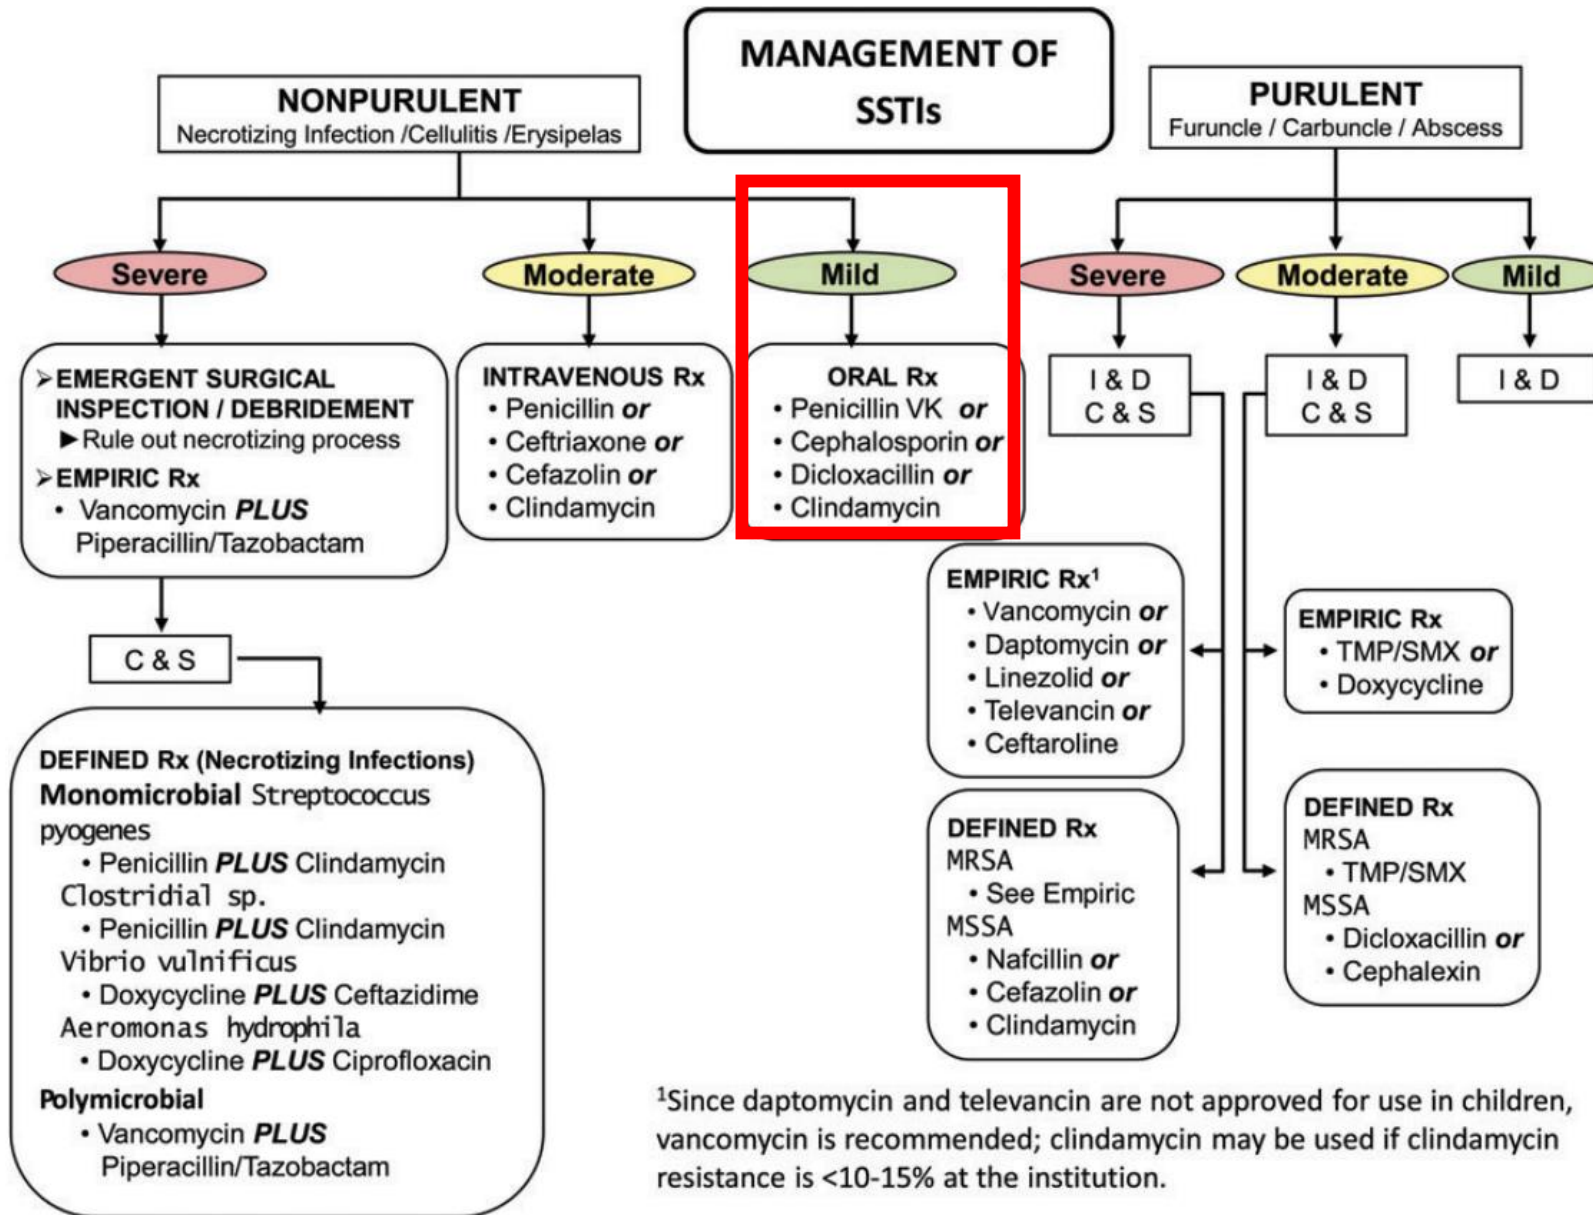 MANAGEMENT OF
SSTIs
NONPURULENT
Necrotizing Infection /Cellulitis /Erysipelas
Severe
➢EMERGENT SURGICAL
INSPECTION / DEBRIDEMENT
►Rule out necrotizing process
➢EMPIRIC Rx
• Vancomycin PLUS
Piperacillin/Tazobactam
C & S
DEFINED Rx (Necrotizing Infections)
Monomicrobial Streptococcus
pyogenes
• Penicillin PLUS Clindamycin
Clostridial sp.
• Penicillin PLUS Clindamycin
Vibrio vulnificus
• Doxycycline PLUS Ceftazidime
Aeromonas hydrophila
• Doxycycline PLUS Ciprofloxacin
Polymicrobial
• Vancomycin PLUS
Piperacillin/Tazobactam
Moderate
INTRAVENOUS Rx
• Penicillin or
• Ceftriaxone or
• Cefazolin or
• Clindamycin
Mild
ORAL Rx
• Penicillin VK or
• Cephalosporin or
• Dicloxacillin or
• Clindamycin
PURULENT
Furuncle / Carbuncle / Abscess
Severe
I & D
C & S
EMPIRIC Rx¹
• Vancomycin or
• Daptomycin or
• Linezolid or
• Televancin or
• Ceftaroline
DEFINED Rx
MRSA
• See Empiric
MSSA
• Nafcillin or
• Cefazolin or
• Clindamycin
Moderate
I & D
C & S
EMPIRIC Rx
• TMP/SMX or
• Doxycycline
DEFINED Rx
MRSA
• TMP/SMX
MSSA
• Dicloxacillin or
• Cephalexin
Mild
I & D
¹Since daptomycin and televancin are not approved for use in children,
vancomycin is recommended; clindamycin may be used if clindamycin
resistance is <10-15% at the institution.